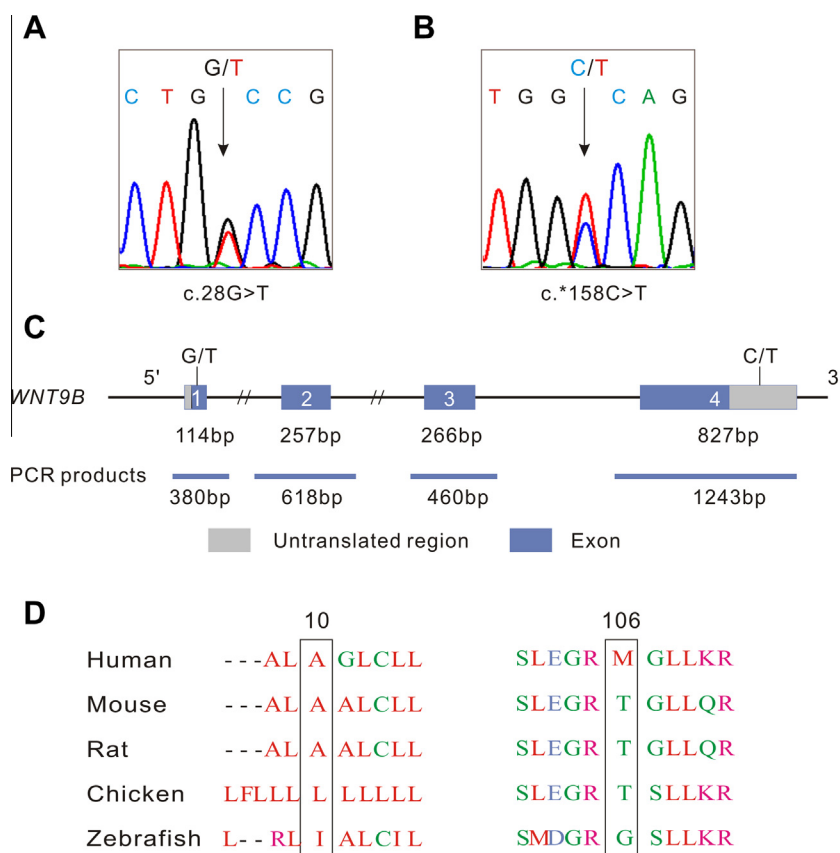 A
G/T
C T G C C G
c.28G>T
B
C/T
T G G C A G
c.*158C>T
C
G/T
C/T
5'
3
WNT9B
1
2
3
4
114bp
257bp
266bp
827bp
PCR products
380bp
618bp
460bp
1243bp
Untranslated region
Exon
D
10
106
Human ---AL A GLCLL SLEGR M GLLKR
Mouse ---AL A ALCLL SLEGR T GLLQR
Rat ---AL A ALCLL SLEGR T GLLQR
Chicken LFLLL L LLLLL SLEGR T SLLKR
Zebrafish L--RL I ALCIL SMDGR G SLLKR